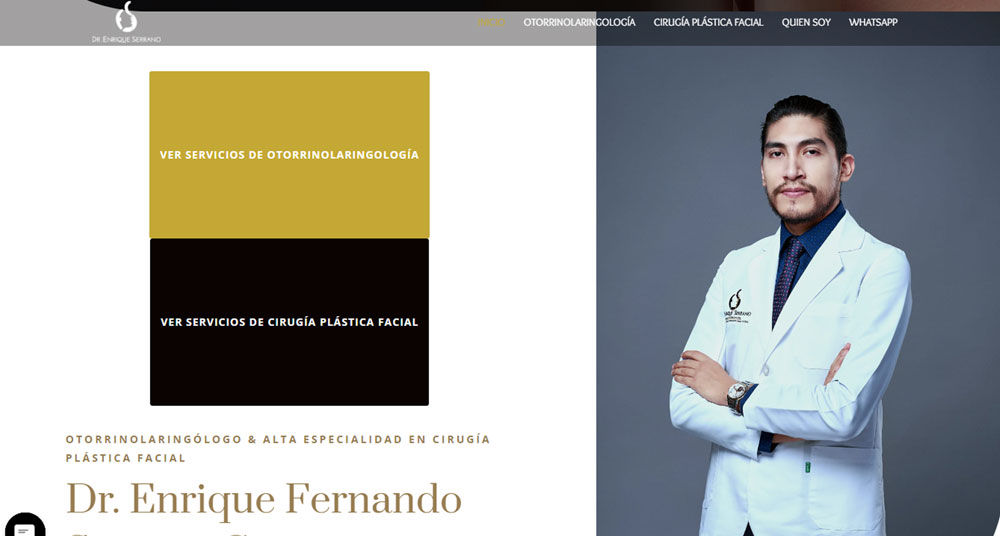 DR. ENRIQUE SERRANO
INICIO
OTORRINOLARINGOLOGÍA
CIRUGÍA PLÁSTICA FACIAL
QUIEN SOY
WHATSAPP
VER SERVICIOS DE OTORRINOLARINGOLOGÍA
VER SERVICIOS DE CIRUGÍA PLÁSTICA FACIAL
OTORRINOLARINGÓLOGO & ALTA ESPECIALIDAD EN CIRUGÍA
PLÁSTICA FACIAL
Dr. Enrique Fernando